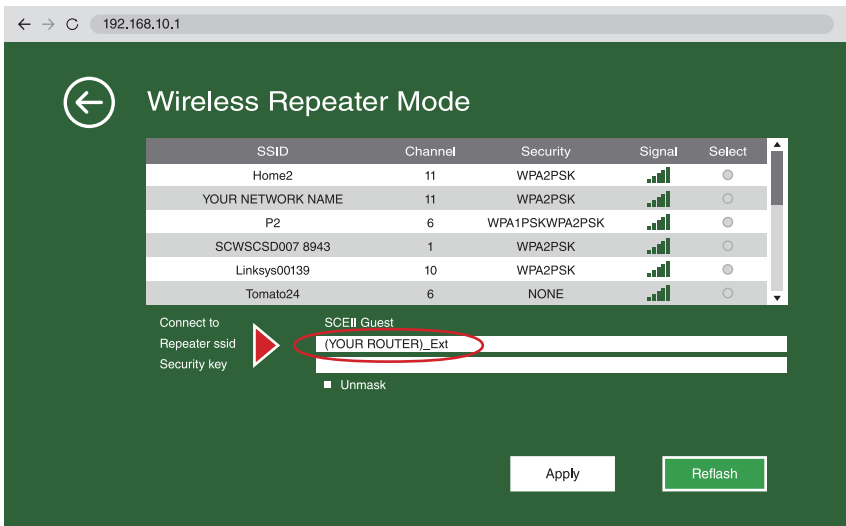 192.168.10.1
Wireless Repeater Mode
SSID Channel Security Signal Select
Home2 11 WPA2PSK
YOUR NETWORK NAME 11 WPA2PSK
P2 6 WPA1PSKWPA2PSK
SCWSCSD007 8943 1 WPA2PSK
Linksys00139 10 WPA2PSK
Tomato24 6 NONE
Connect to SCEII Guest
Repeater ssid (YOUR ROUTER)_Ext
Security key
Unmask
Apply Reflash